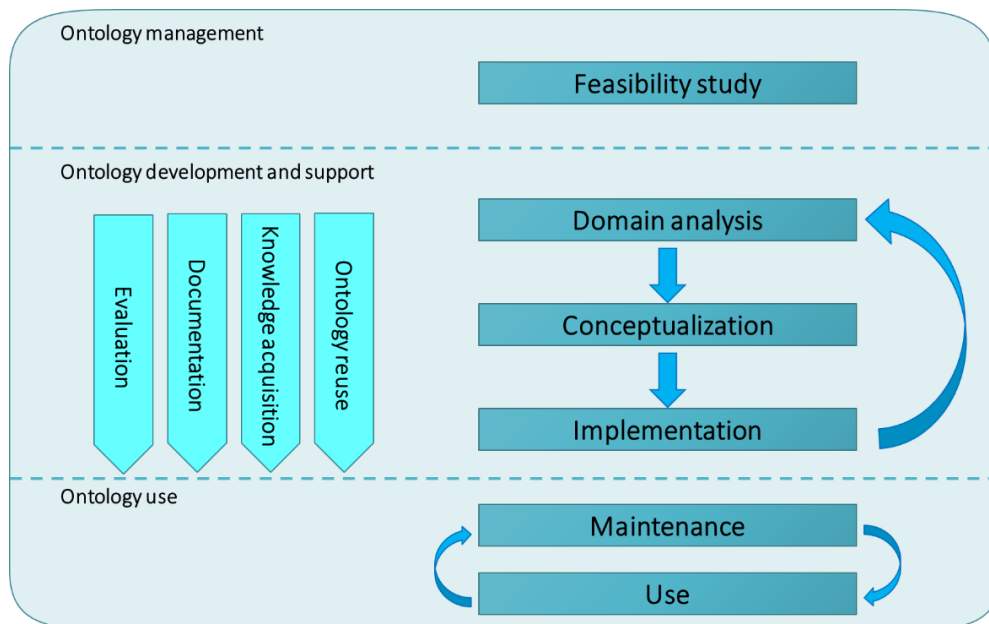 Ontology management
Feasibility study
Ontology development and support
Evaluation
Documentation
Knowledge acquisition
Ontology reuse
Domain analysis
Conceptualization
Implementation
Ontology use
Maintenance
Use